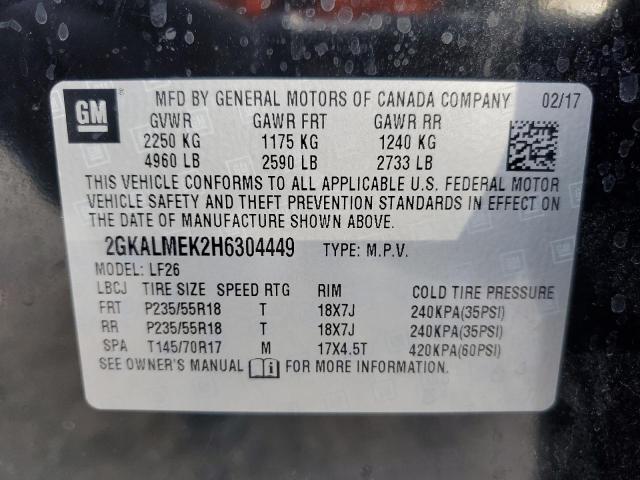 GM
MFD BY GENERAL MOTORS OF CANADA COMPANY 02/17
GVWR GAWR FRT GAWR RR
2250 KG 1175 KG 1240 KG
4960 LB 2590 LB 2733 LB
THIS VEHICLE CONFORMS TO ALL APPLICABLE U.S. FEDERAL MOTOR
VEHICLE SAFETY AND THEFT PREVENTION STANDARDS IN EFFECT ON
THE DATE OF MANUFACTURE SHOWN ABOVE.
2GKALMEK2H6304449 TYPE: M.P.V.
MODEL: LF26
LBCJ TIRE SIZE SPEED RTG RIM COLD TIRE PRESSURE
FRT P235/55R18 T 18X7J 240KPA(35PSI)
RR P235/55R18 T 18X7J 240KPA(35PSI)
SPA T145/70R17 M 17X4.5T 420KPA(60PSI)
SEE OWNER'S MANUAL FOR MORE INFORMATION.